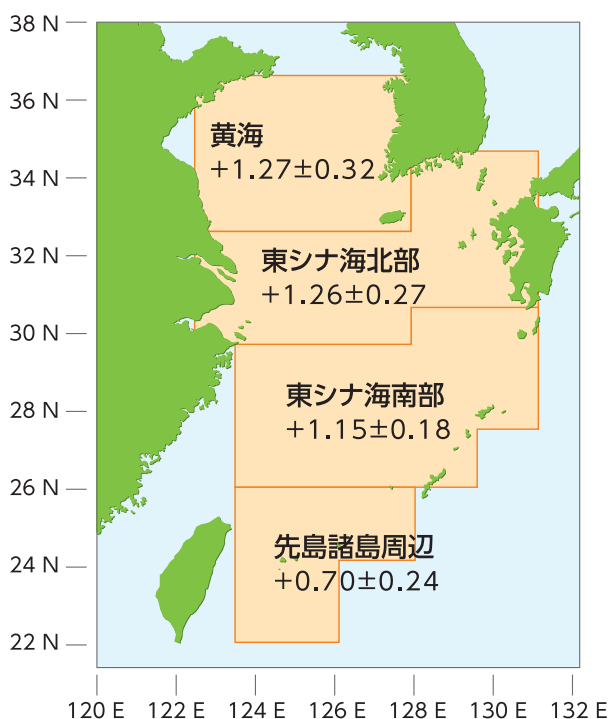 38 N
36 N
34 N
32 N
30 N
28 N
26 N
24 N
22 N
黄海
+1.27±0.32
東シナ海北部
+1.26±0.27
東シナ海南部
+1.15±0.18
先島諸島周辺
+0.70±0.24
120 E 122 E 124 E 126 E 128 E 130 E 132 E